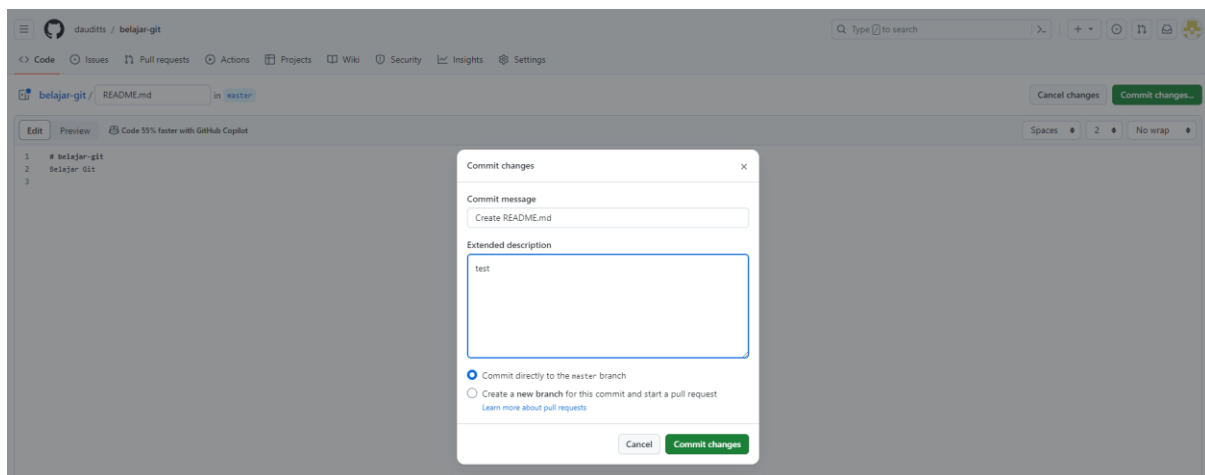 dauditts / belajar-git
Type / to search
Code Issues Pull requests Actions Projects Wiki Security Insights Settings
belajar-git / README.md in master
Cancel changes Commit changes...
Edit Preview Code 55% faster with GitHub Copilot
Spaces 2 No wrap
1 # belajar-git
2 Belajar Git
3
Commit changes
Commit message
Create README.md
Extended description
test
Commit directly to the master branch
Create a new branch for this commit and start a pull request
Learn more about pull requests
Cancel Commit changes